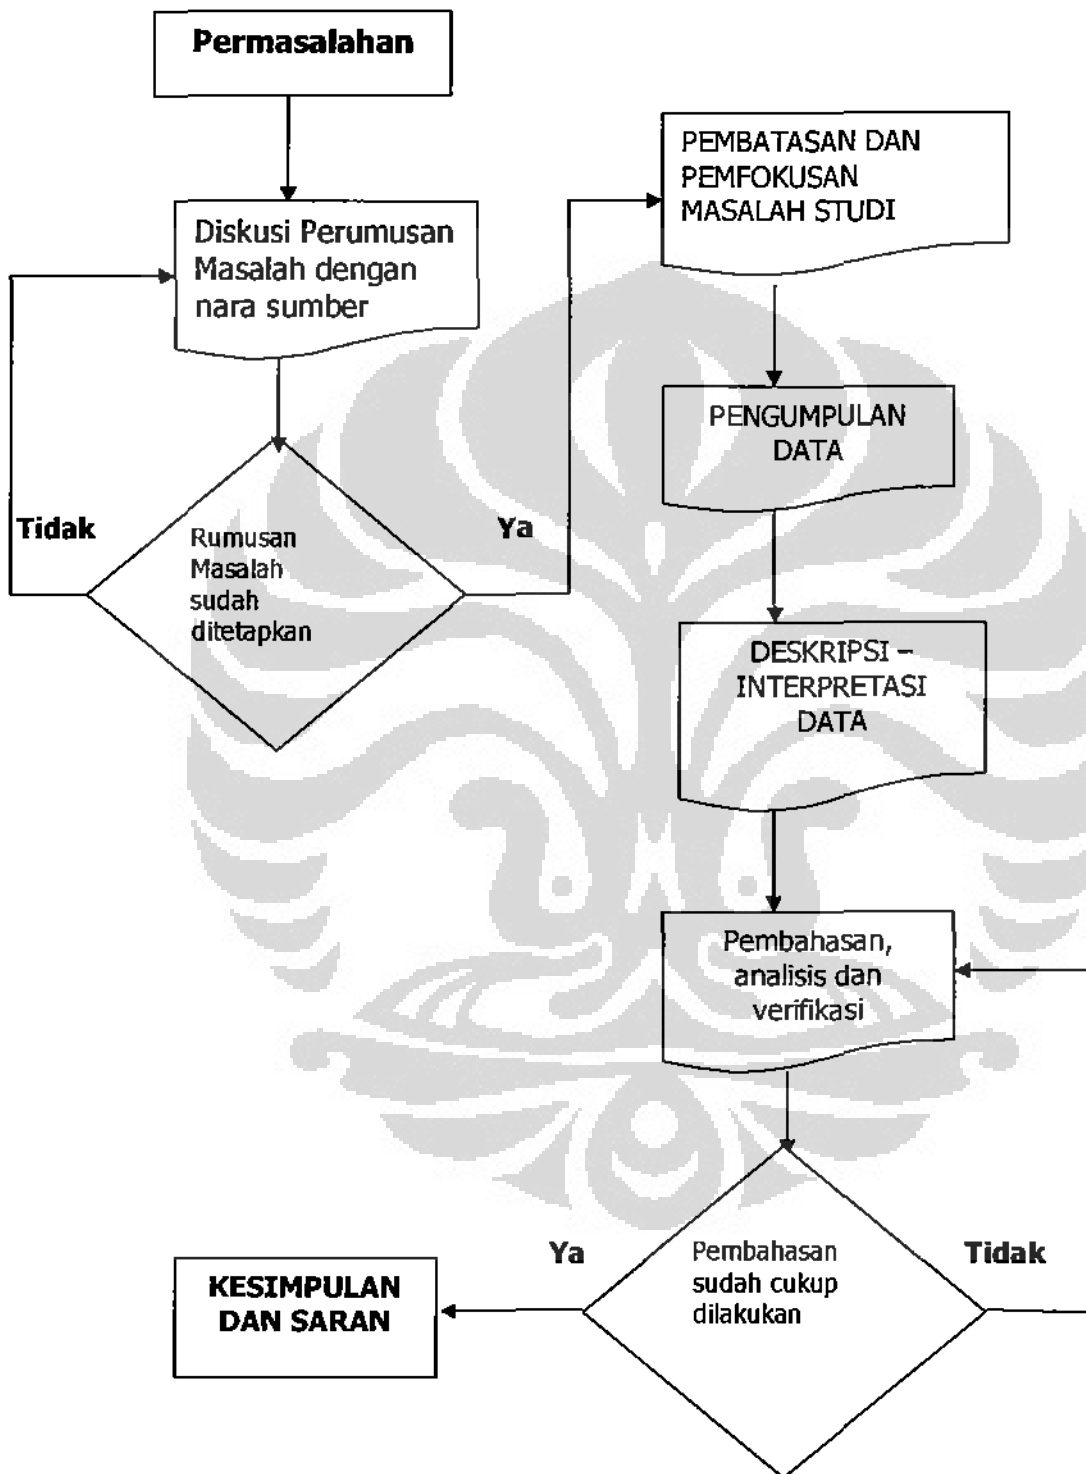 Permasalahan
Diskusi Perumusan
Masalah dengan
nara sumber
Tidak
Rumusan
Masalah
sudah
ditetapkan
Ya
PEMBATASAN DAN
PEMFOKUSAN
MASALAH STUDI
PENGUMPULAN
DATA
DESKRIPSI –
INTERPRETASI
DATA
Pembahasan,
analisis dan
verifikasi
Pembahasan
sudah cukup
dilakukan
Tidak
Ya
KESIMPULAN
DAN SARAN